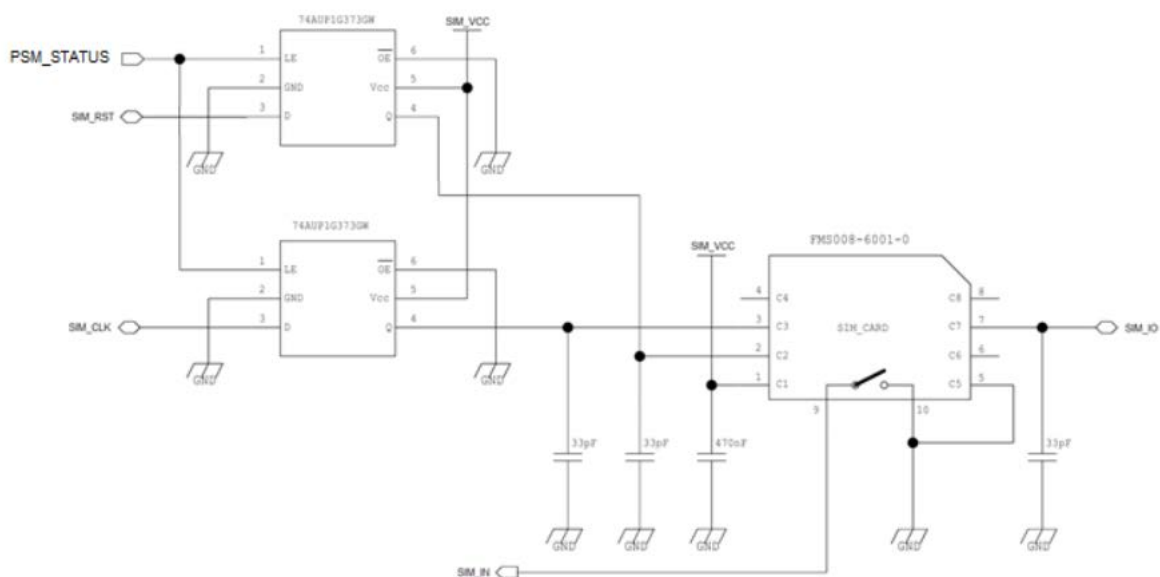 74AUP1G373GW
SIM_VCC
PSM_STATUS
1 LE OE 6
2 GND Vcc 5
SIM_RST 3 D Q 4
GND GND
74AUP1G373GW
FMS008-6001-0
SIM_VCC
1 LE OE 6
2 GND Vcc 5
4 C4 C8 8
SIM_CLK 3 D Q 4
3 C3 SIM_CARD C7 7 SIM_IO
2 C2 C6 6
GND GND
1 C1 C5 5
9 10
33pF 33pF 470nF 33pF
GND GND GND GND GND
SIM_IN